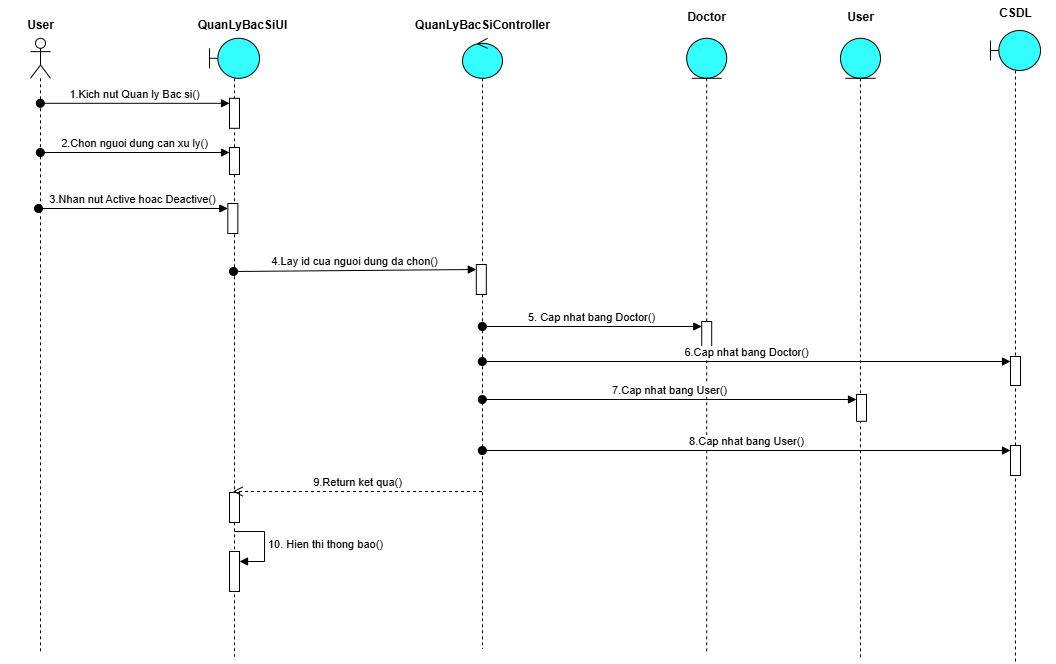 User
QuanLyBacSiUI
QuanLyBacSiController
Doctor
User
CSDL
1.Kich nut Quan ly Bac si()
2.Chon nguoi dung can xu ly()
3.Nhan nut Active hoac Deactive()
4.Lay id cua nguoi dung da chon()
5. Cap nhat bang Doctor()
6.Cap nhat bang Doctor()
7.Cap nhat bang User()
8.Cap nhat bang User()
9.Return ket qua()
10. Hien thi thong bao()